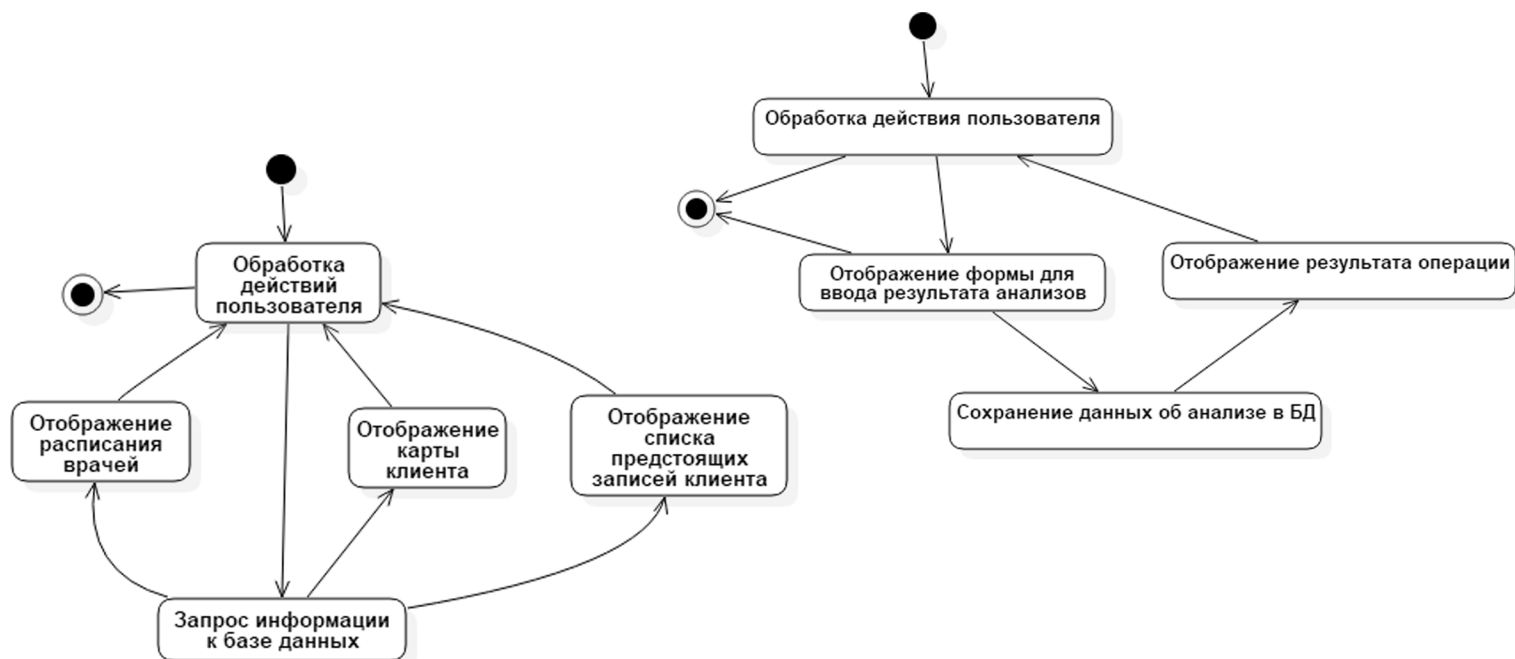 Обработка действия пользователя
Обработка
действий
пользователя
Отображение формы для
ввода результата анализов
Отображение результата операции
Отображение
расписания
врачей
Отображение
карты
клиента
Отображение
списка
предстоящих
записей клиента
Сохранение данных об анализе в БД
Запрос информации
к базе данных